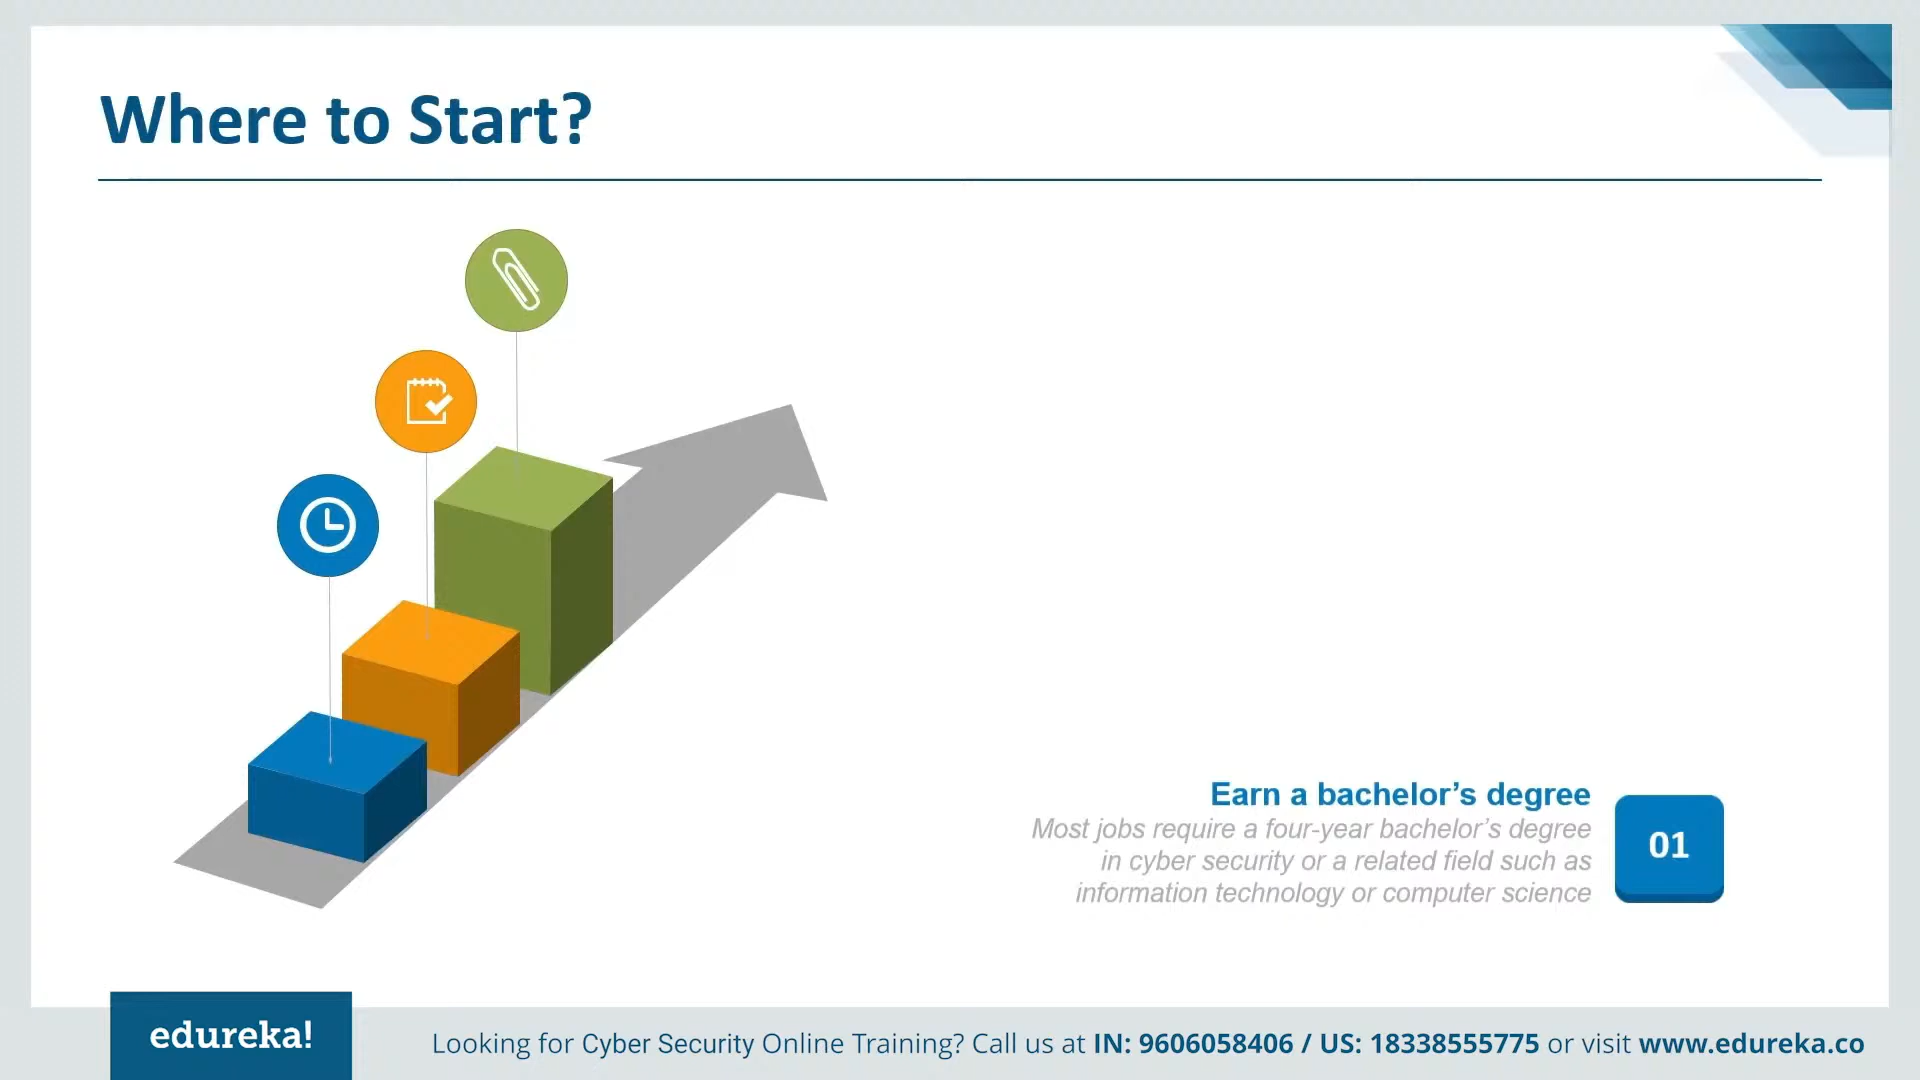 Where to Start?
Earn a bachelor’s degree
Most jobs require a four-year bachelor’s degree
in cyber security or a related field such as
information technology or computer science
01
edureka!
Looking for Cyber Security Online Training? Call us at IN: 9606058406 / US: 18338555775 or visit www.edureka.co